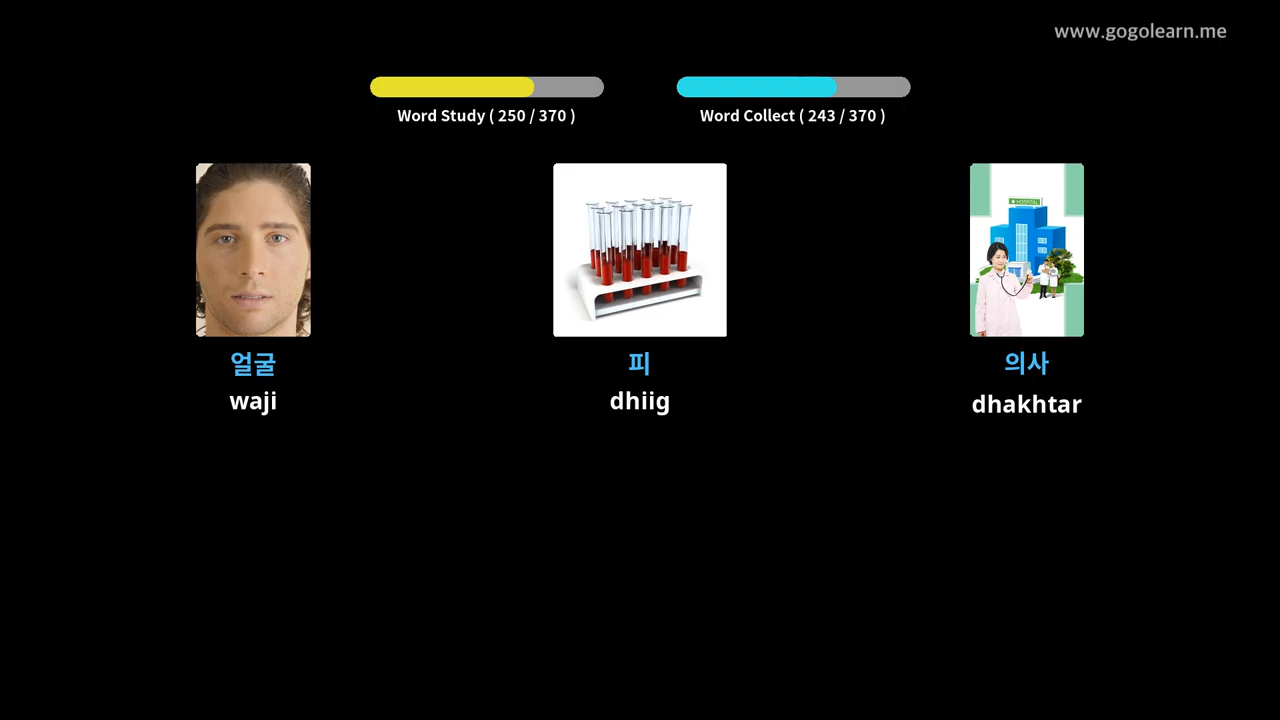 www.gogolearn.me
Word Study ( 250 / 370 )
Word Collect ( 243 / 370 )
HOSPITAL
얼굴
피
의사
waji
dhiig
dhakhtar